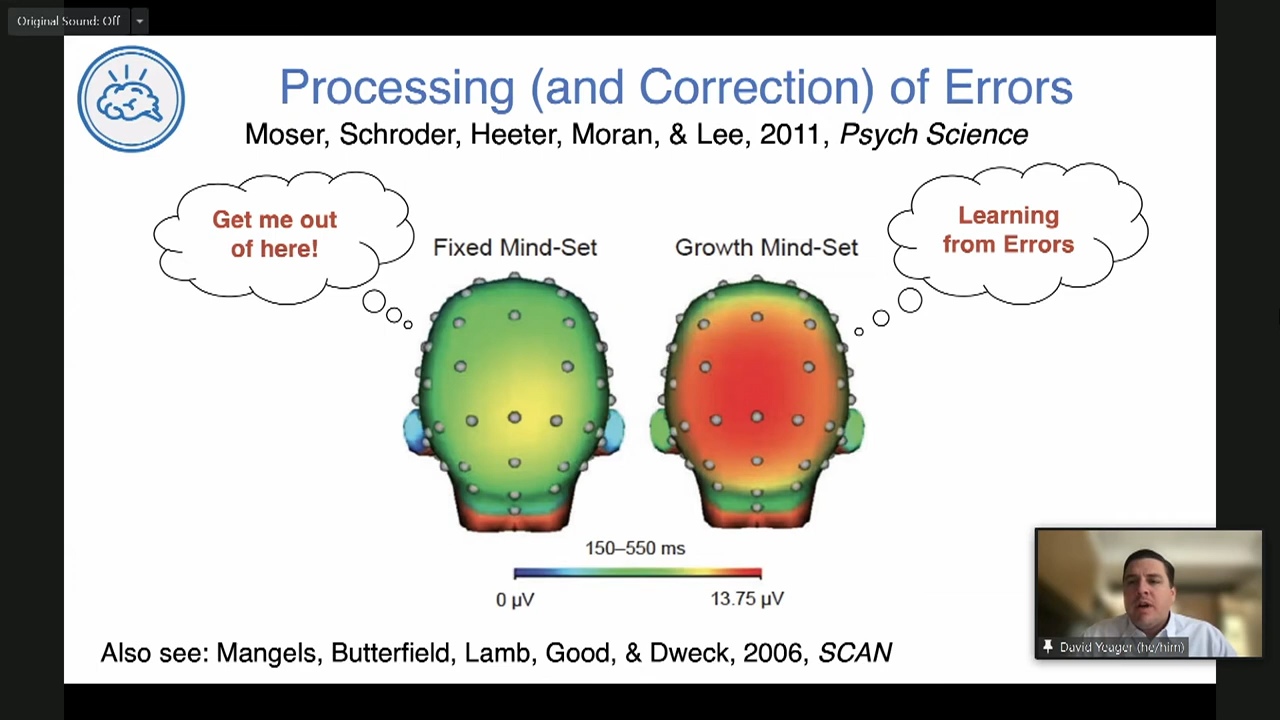 Original Sound: Off
Processing (and Correction) of Errors
Moser, Schroder, Heeter, Moran, & Lee, 2011, Psych Science
Get me out
of here!
Fixed Mind-Set
Growth Mind-Set
Learning
from Errors
150–550 ms
0 µV
13.75 µV
Also see: Mangels, Butterfield, Lamb, Good, & Dweck, 2006, SCAN
David Yeager (he/him)